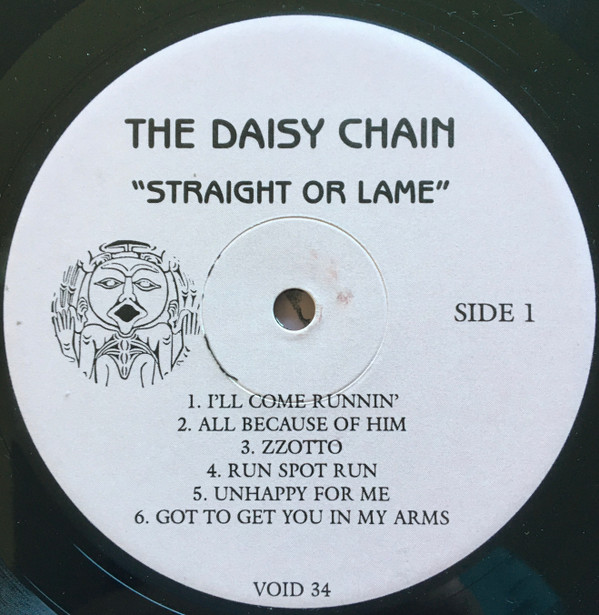 THE DAISY CHAIN
"STRAIGHT OR LAME"
SIDE 1
1. I'LL COME RUNNIN'
2. ALL BECAUSE OF HIM
3. ZZOTTO
4. RUN SPOT RUN
5. UNHAPPY FOR ME
6. GOT TO GET YOU IN MY ARMS
VOID 34